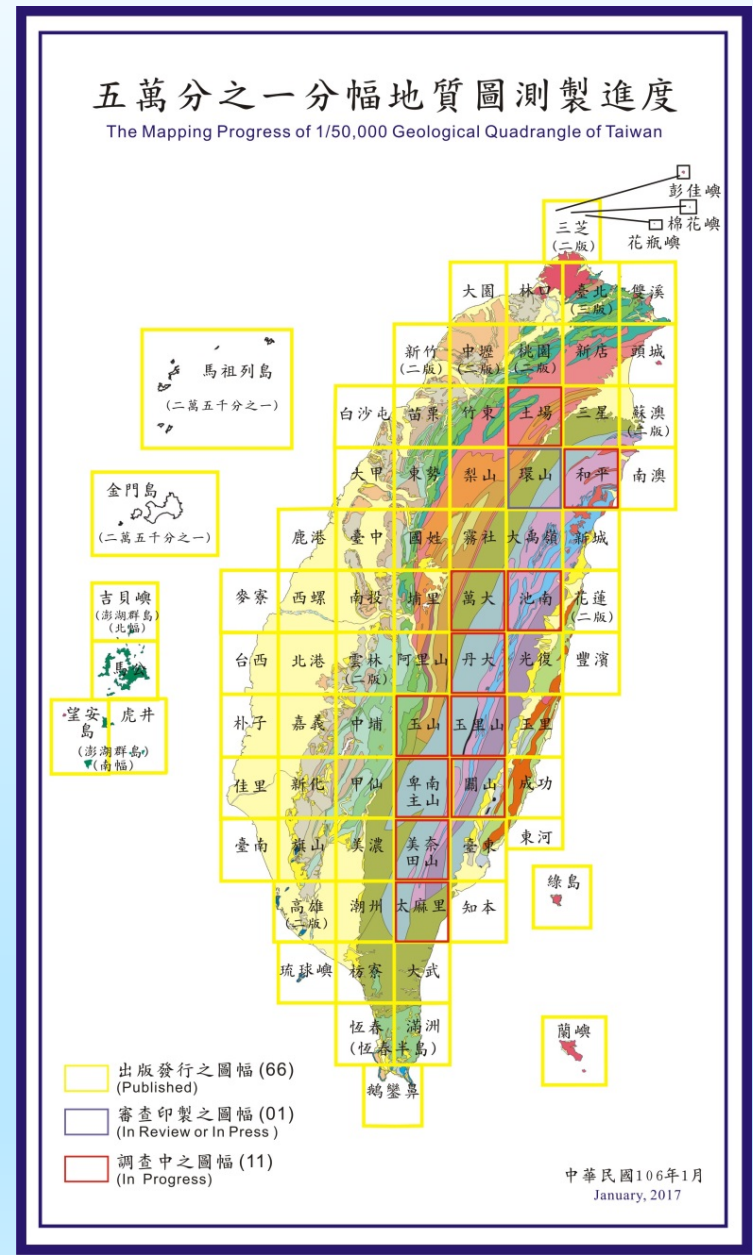 五萬分之一分幅地質圖測製進度
The Mapping Progress of 1/50,000 Geological Quadrangle of Taiwan
彭佳嶼
棉花嶼
花瓶嶼
三芝
(二版)
大園 林口 臺北 雙溪
(三版)
新竹 中壢 桃園 新店 頭城
(二版) (二版) (二版)
馬祖列島
(二萬五千分之一)
白沙屯 苗栗 竹東 土場 三星 蘇澳
(二版)
大甲 東勢 梨山 環山 和平 南澳
金門島
(二萬五千分之一)
鹿港 臺中 國姓 霧社 大禹嶺 新城
吉貝嶼
(澎湖群島)
(北幅)
麥寮 西螺 南投 埔里 萬大 池南 花蓮
(二版)
馬公
台西 北港 雲林 阿里山 丹大 光復 豐濱
(二版)
望安島 虎井
(澎湖群島)
(南幅)
朴子 嘉義 中埔 玉山 玉里山 玉里
佳里 新化 甲仙 卑南主山 關山 成功
臺南 旗山 美濃 美奈田山 臺東 東河
綠島
高雄 潮州 太麻里 知本
(二版)
琉球嶼 枋寮 大武
恆春 滿洲
(恆春半島)
蘭嶼
鵝鑾鼻
出版發行之圖幅(66)
(Published)
審查印製之圖幅(01)
(In Review or In Press )
調查中之圖幅(11)
(In Progress)
中華民國106年1月
January, 2017